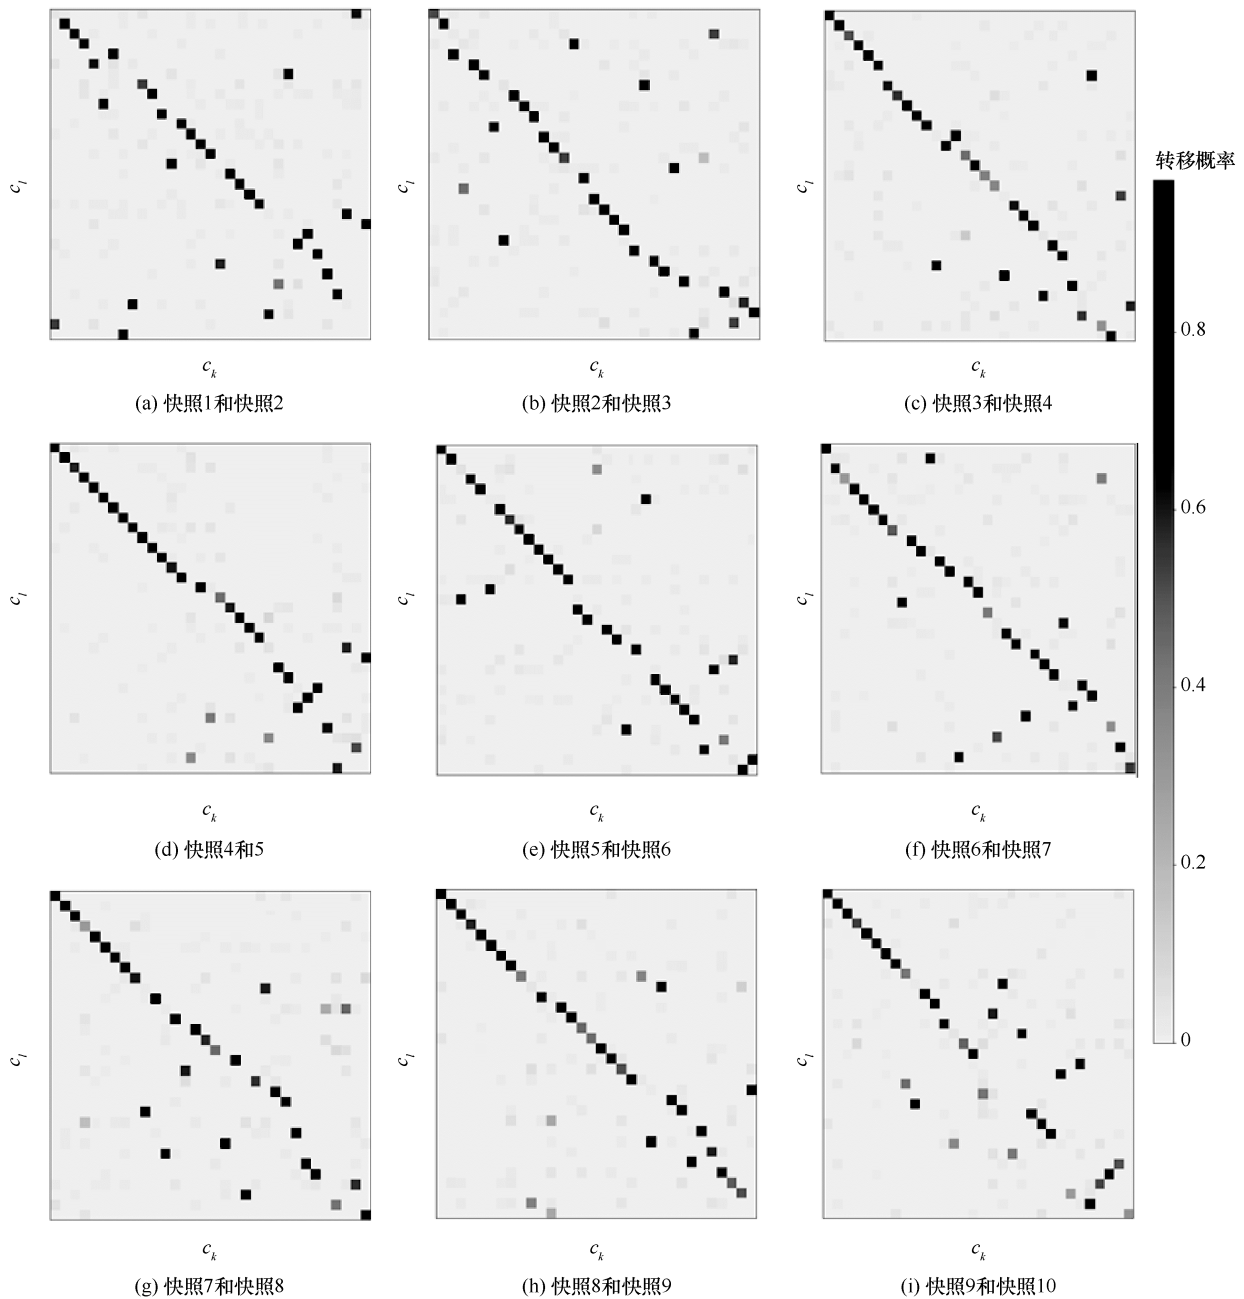 转移概率
c_l
c_l
c_l
0.8
c_k
c_k
c_k
(a) 快照1和快照2
(b) 快照2和快照3
(c) 快照3和快照4
0.6
c_l
c_l
c_l
0.4
c_k
c_k
c_k
(d) 快照4和5
(e) 快照5和快照6
(f) 快照6和快照7
0.2
0
c_l
c_l
c_l
c_k
c_k
c_k
(g) 快照7和快照8
(h) 快照8和快照9
(i) 快照9和快照10